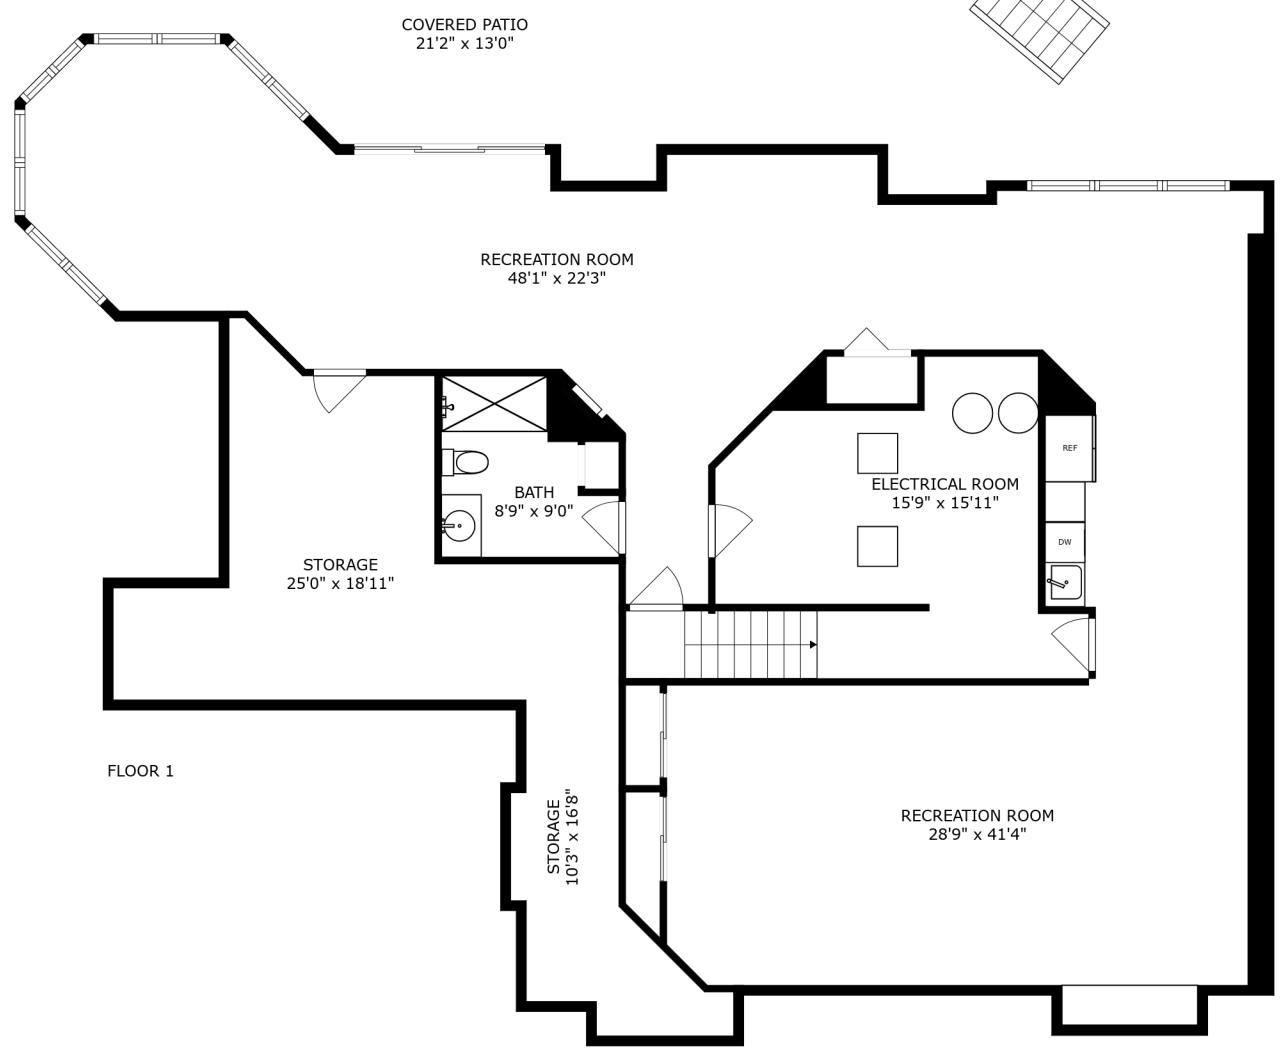 COVERED PATIO
21'2" x 13'0"
RECREATION ROOM
48'1" x 22'3"
REF
ELECTRICAL ROOM
15'9" x 15'11"
BATH
8'9" x 9'0"
DW
STORAGE
25'0" x 18'11"
FLOOR 1
STORAGE
10'3" x 16'8"
RECREATION ROOM
28'9" x 41'4"